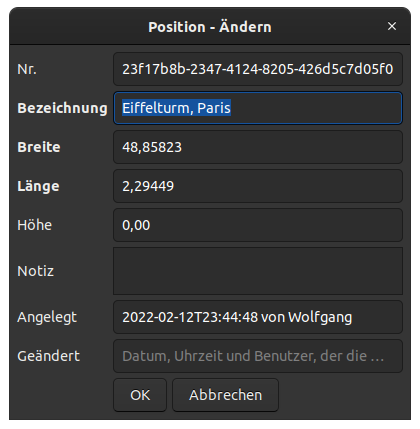 Position - Ändern
Nr. 23f17b8b-2347-4124-8205-426d5c7d05f0
Bezeichnung Eiffelturm, Paris
Breite 48,85823
Länge 2,29449
Höhe 0,00
Notiz
Angelegt 2022-02-12T23:44:48 von Wolfgang
Geändert Datum, Uhrzeit und Benutzer, der die …
OK Abbrechen